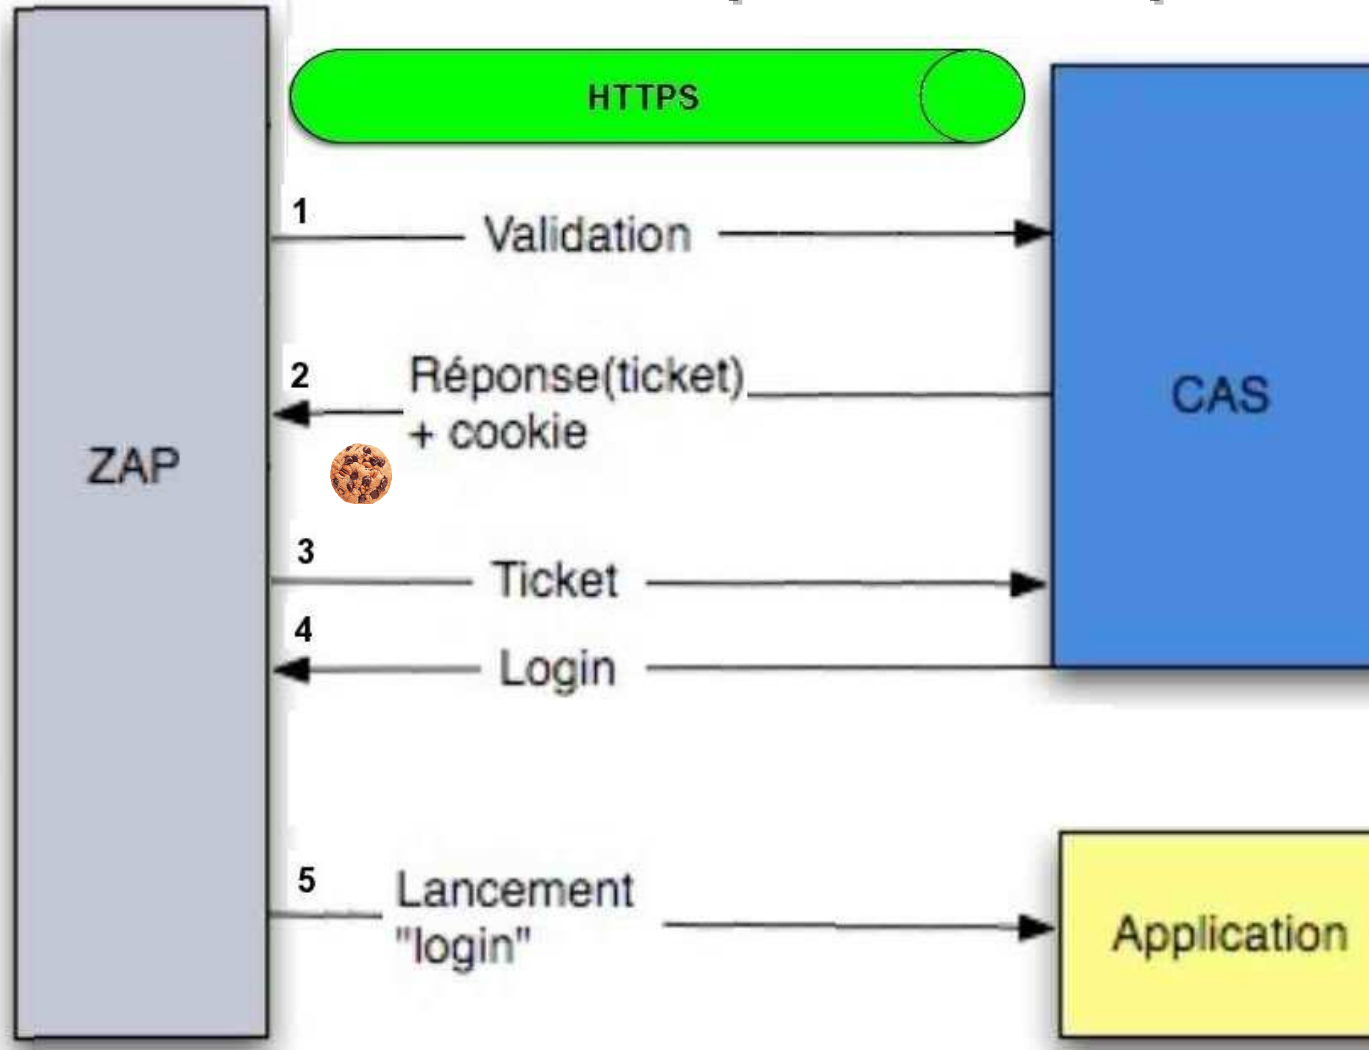 HTTPS
1
Validation
2
Réponse(ticket)
+ cookie
CAS
ZAP
3
Ticket
4
Login
5
Lancement
"login"
Application